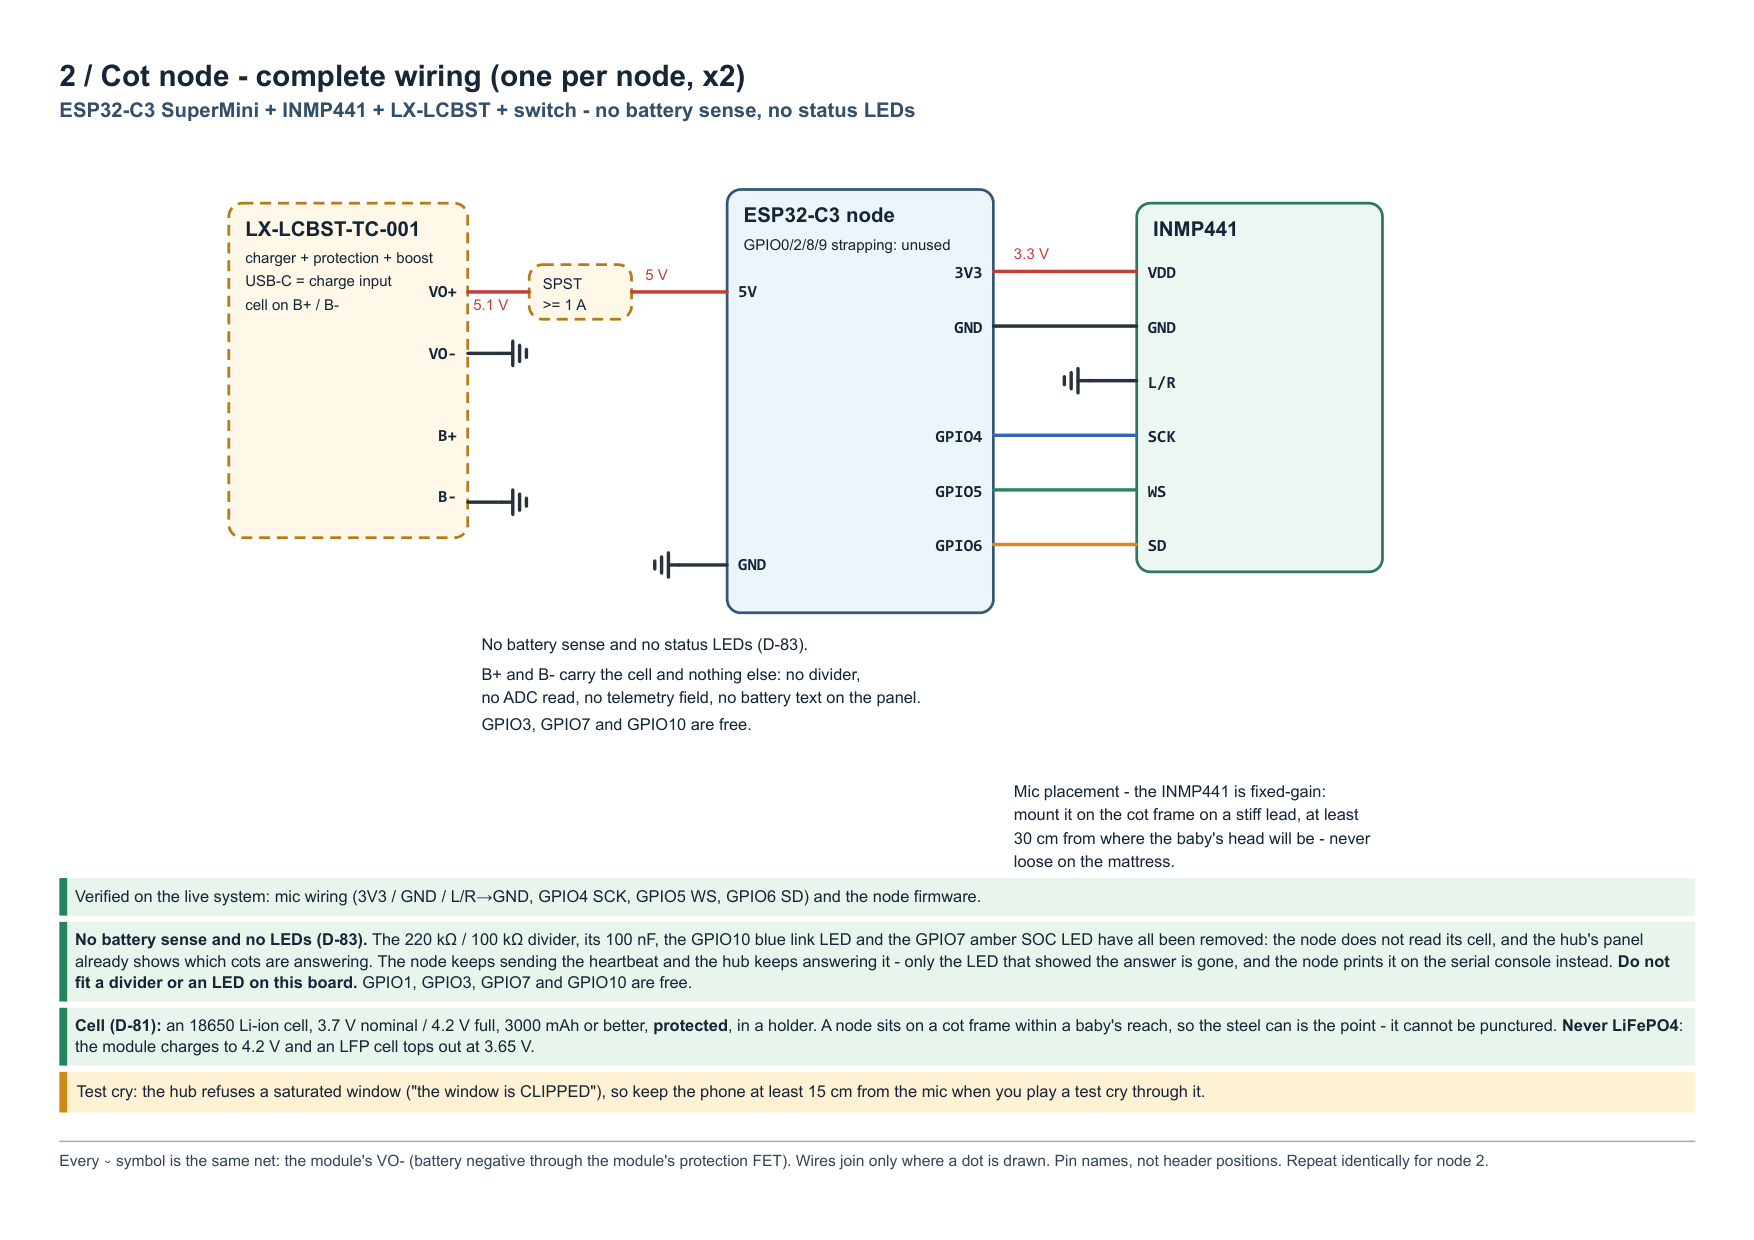 2 / Cot node - complete wiring (one per node, x2)
ESP32-C3 SuperMini + INMP441 + LX-LCBST + switch - no battery sense, no status LEDs
LX-LCBST-TC-001
charger + protection + boost
USB-C = charge input
cell on B+ / B-
VO+
5.1 V
VO-
B+
B-
SPST
>= 1 A
5 V
ESP32-C3 node
GPIO0/2/8/9 strapping: unused
5V
GND
3V3
GND
GPIO4
GPIO5
GPIO6
3.3 V
INMP441
VDD
GND
L/R
SCK
WS
SD
No battery sense and no status LEDs (D-83).
B+ and B- carry the cell and nothing else: no divider,
no ADC read, no telemetry field, no battery text on the panel.
GPIO3, GPIO7 and GPIO10 are free.
Mic placement - the INMP441 is fixed-gain:
mount it on the cot frame on a stiff lead, at least
30 cm from where the baby's head will be - never
loose on the mattress.
Verified on the live system: mic wiring (3V3 / GND / L/R→GND, GPIO4 SCK, GPIO5 WS, GPIO6 SD) and the node firmware.
No battery sense and no LEDs (D-83). The 220 kΩ / 100 kΩ divider, its 100 nF, the GPIO10 blue link LED and the GPIO7 amber SOC LED have all been removed: the node does not read its cell, and the hub's panel
already shows which cots are answering. The node keeps sending the heartbeat and the hub keeps answering it - only the LED that showed the answer is gone, and the node prints it on the serial console instead. Do not
fit a divider or an LED on this board. GPIO1, GPIO3, GPIO7 and GPIO10 are free.
Cell (D-81): an 18650 Li-ion cell, 3.7 V nominal / 4.2 V full, 3000 mAh or better, protected, in a holder. A node sits on a cot frame within a baby's reach, so the steel can is the point - it cannot be punctured. Never LiFePO4:
the module charges to 4.2 V and an LFP cell tops out at 3.65 V.
Test cry: the hub refuses a saturated window ("the window is CLIPPED"), so keep the phone at least 15 cm from the mic when you play a test cry through it.
Every ⌣ symbol is the same net: the module's VO- (battery negative through the module's protection FET). Wires join only where a dot is drawn. Pin names, not header positions. Repeat identically for node 2.